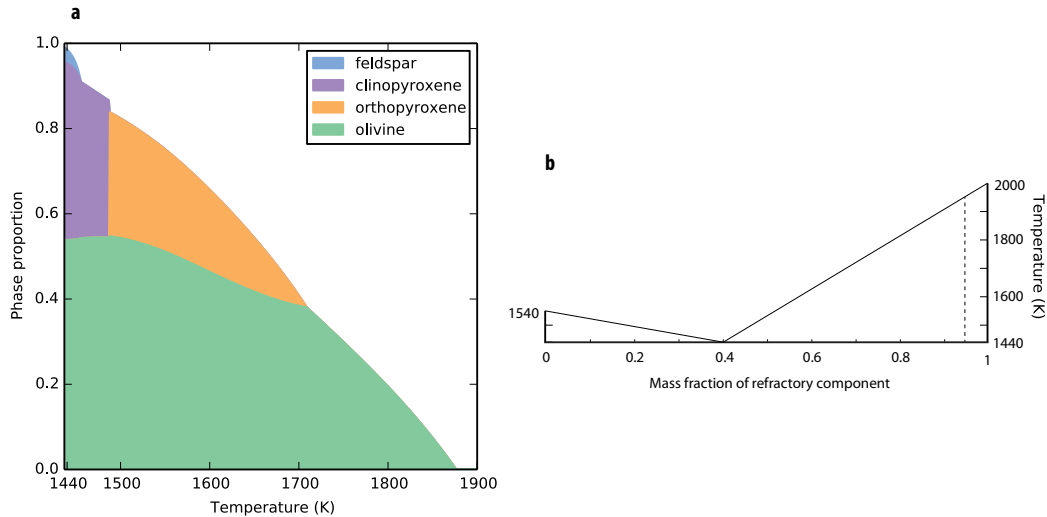 a
1.0
0.8
0.6
0.4
0.2
0.0
Phase proportion
feldspar
clinopyroxene
orthopyroxene
olivine
1440 1500 1600 1700 1800 1900
Temperature (K)
b
1540
2000
1800
1600
1440
Temperature (K)
0 0.2 0.4 0.6 0.8 1
Mass fraction of refractory component